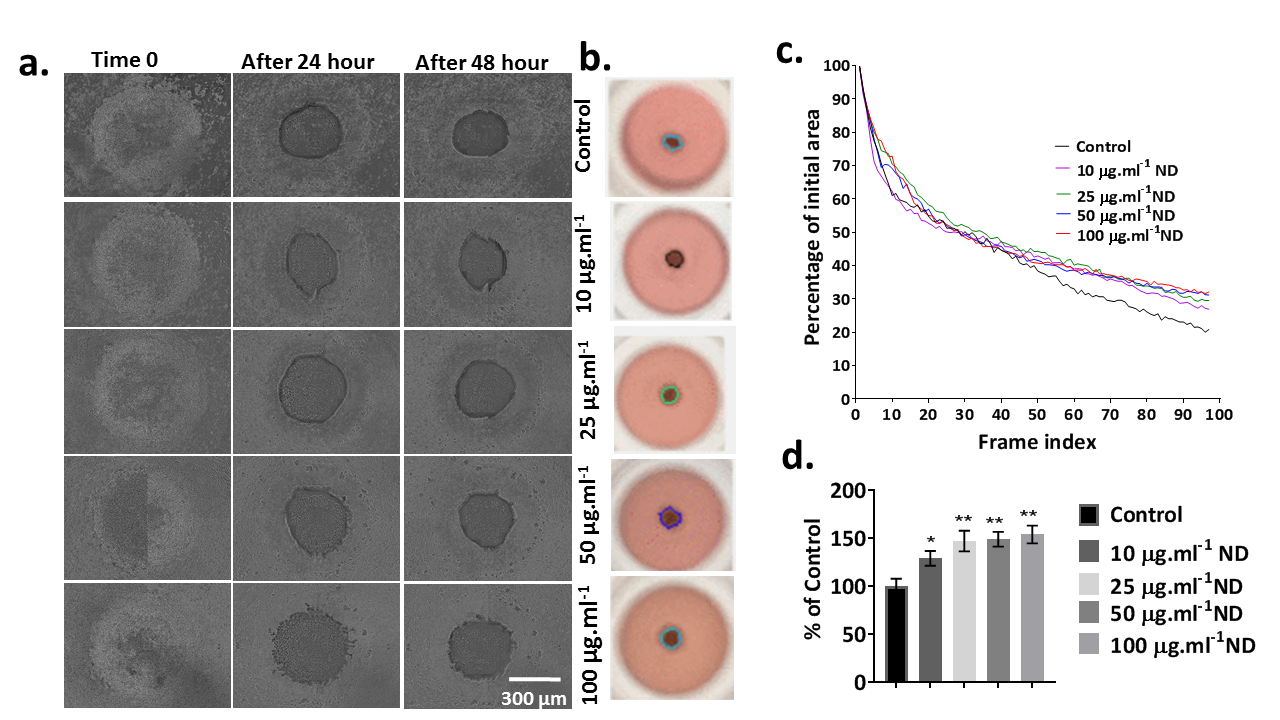 a.
Time 0
After 24 hour
After 48 hour
Control
10 µg.ml-1
25 µg.ml-1
50 µg.ml-1
100 µg.ml-1
300 µm
b.
c.
Percentage of initial area
100
90
80
70
60
50
40
30
20
10
0
0 10 20 30 40 50 60 70 80 90 100
Frame index
Control
10 µg.ml-1 ND
25 µg.ml-1 ND
50 µg.ml-1ND
100 µg.ml-1ND
d.
% of Control
200
150
100
50
0
* ** ** **
Control
10 µg.ml-1 ND
25 µg.ml-1ND
50 µg.ml-1ND
100 µg.ml-1ND